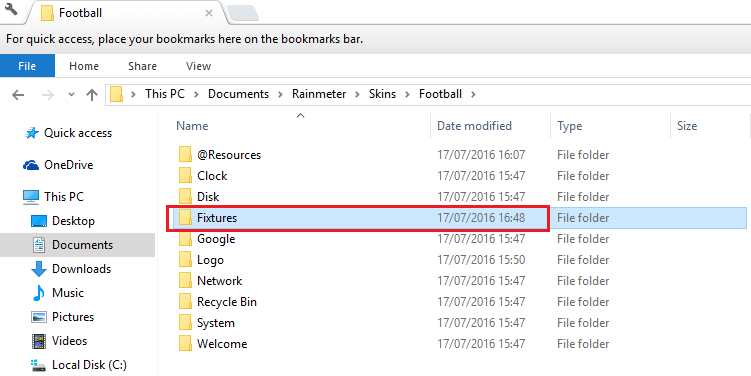 Football
For quick access, place your bookmarks here on the bookmarks bar.
File Home Share View
This PC Documents Rainmeter Skins Football
Name Date modified Type Size
Quick access
OneDrive
This PC
Desktop
Documents
Downloads
Music
Pictures
Videos
Local Disk (C:)
@Resources 17/07/2016 16:07 File folder
Clock 17/07/2016 15:47 File folder
Disk 17/07/2016 15:47 File folder
Fixtures 17/07/2016 16:48 File folder
Google 17/07/2016 15:47 File folder
Logo 17/07/2016 15:50 File folder
Network 17/07/2016 15:47 File folder
Recycle Bin 17/07/2016 15:47 File folder
System 17/07/2016 15:47 File folder
Welcome 17/07/2016 15:47 File folder